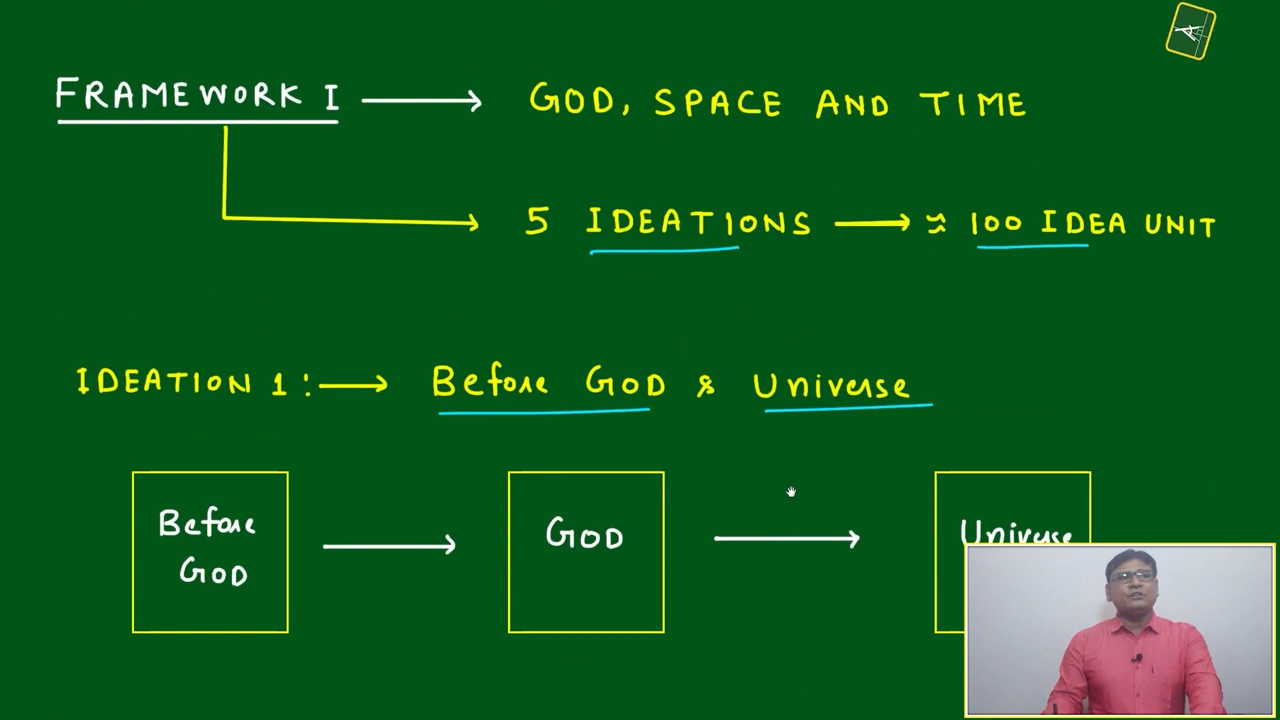 FRAMEWORK I → GOD, SPACE AND TIME
→ 5 IDEATIONS → ≈ 100 IDEA UNIT
IDEATION 1: → Before GOD & Universe
Before GOD → GOD → Universe